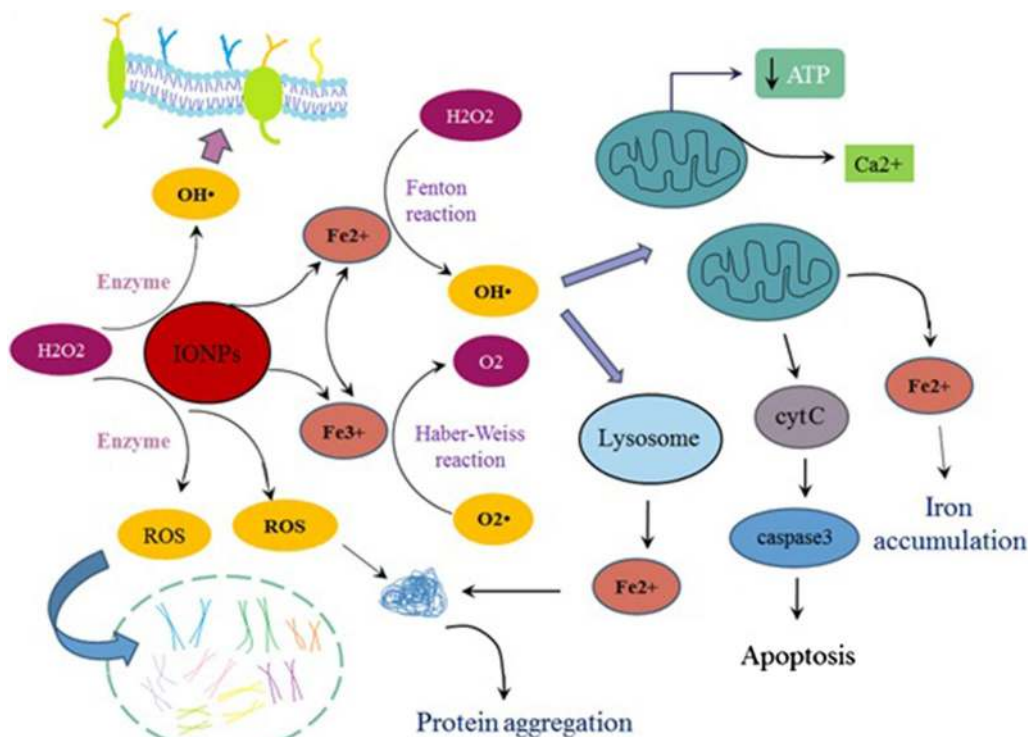 ATP
H2O2
Ca2+
OH•
Fenton
reaction
Fe2+
Enzyme
OH•
H2O2
IONPs
O2
Fe2+
cytC
Fe3+
Lysosome
Enzyme
Haber-Weiss
reaction
O2•
ROS
ROS
caspase3
Iron
accumulation
Fe2+
Apoptosis
Protein aggregation